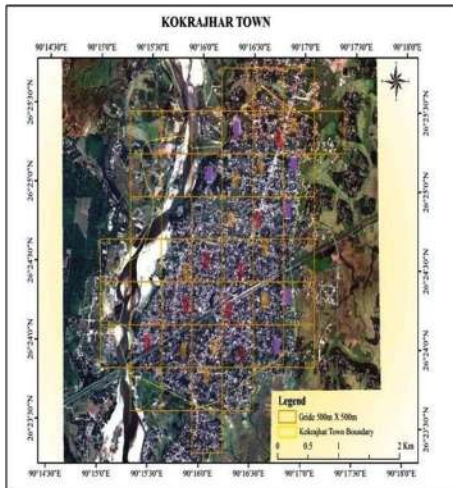 KOKRAJHAR TOWN
90°14'30"E 90°15'0"E 90°15'30"E 90°16'0"E 90°16'30"E 90°17'0"E 90°17'30"E 90°18'0"E
26°25'30"N 26°25'30"N
26°25'0"N 26°25'0"N
26°24'30"N 26°24'30"N
26°24'0"N 26°24'0"N
26°23'30"N 26°23'30"N
Legend
Gride 500m X 500m
Kokrajhar Town Boundary
0 0.5 1 2 Km
90°14'30"E 90°15'0"E 90°15'30"E 90°16'0"E 90°16'30"E 90°17'0"E 90°17'30"E 90°18'0"E